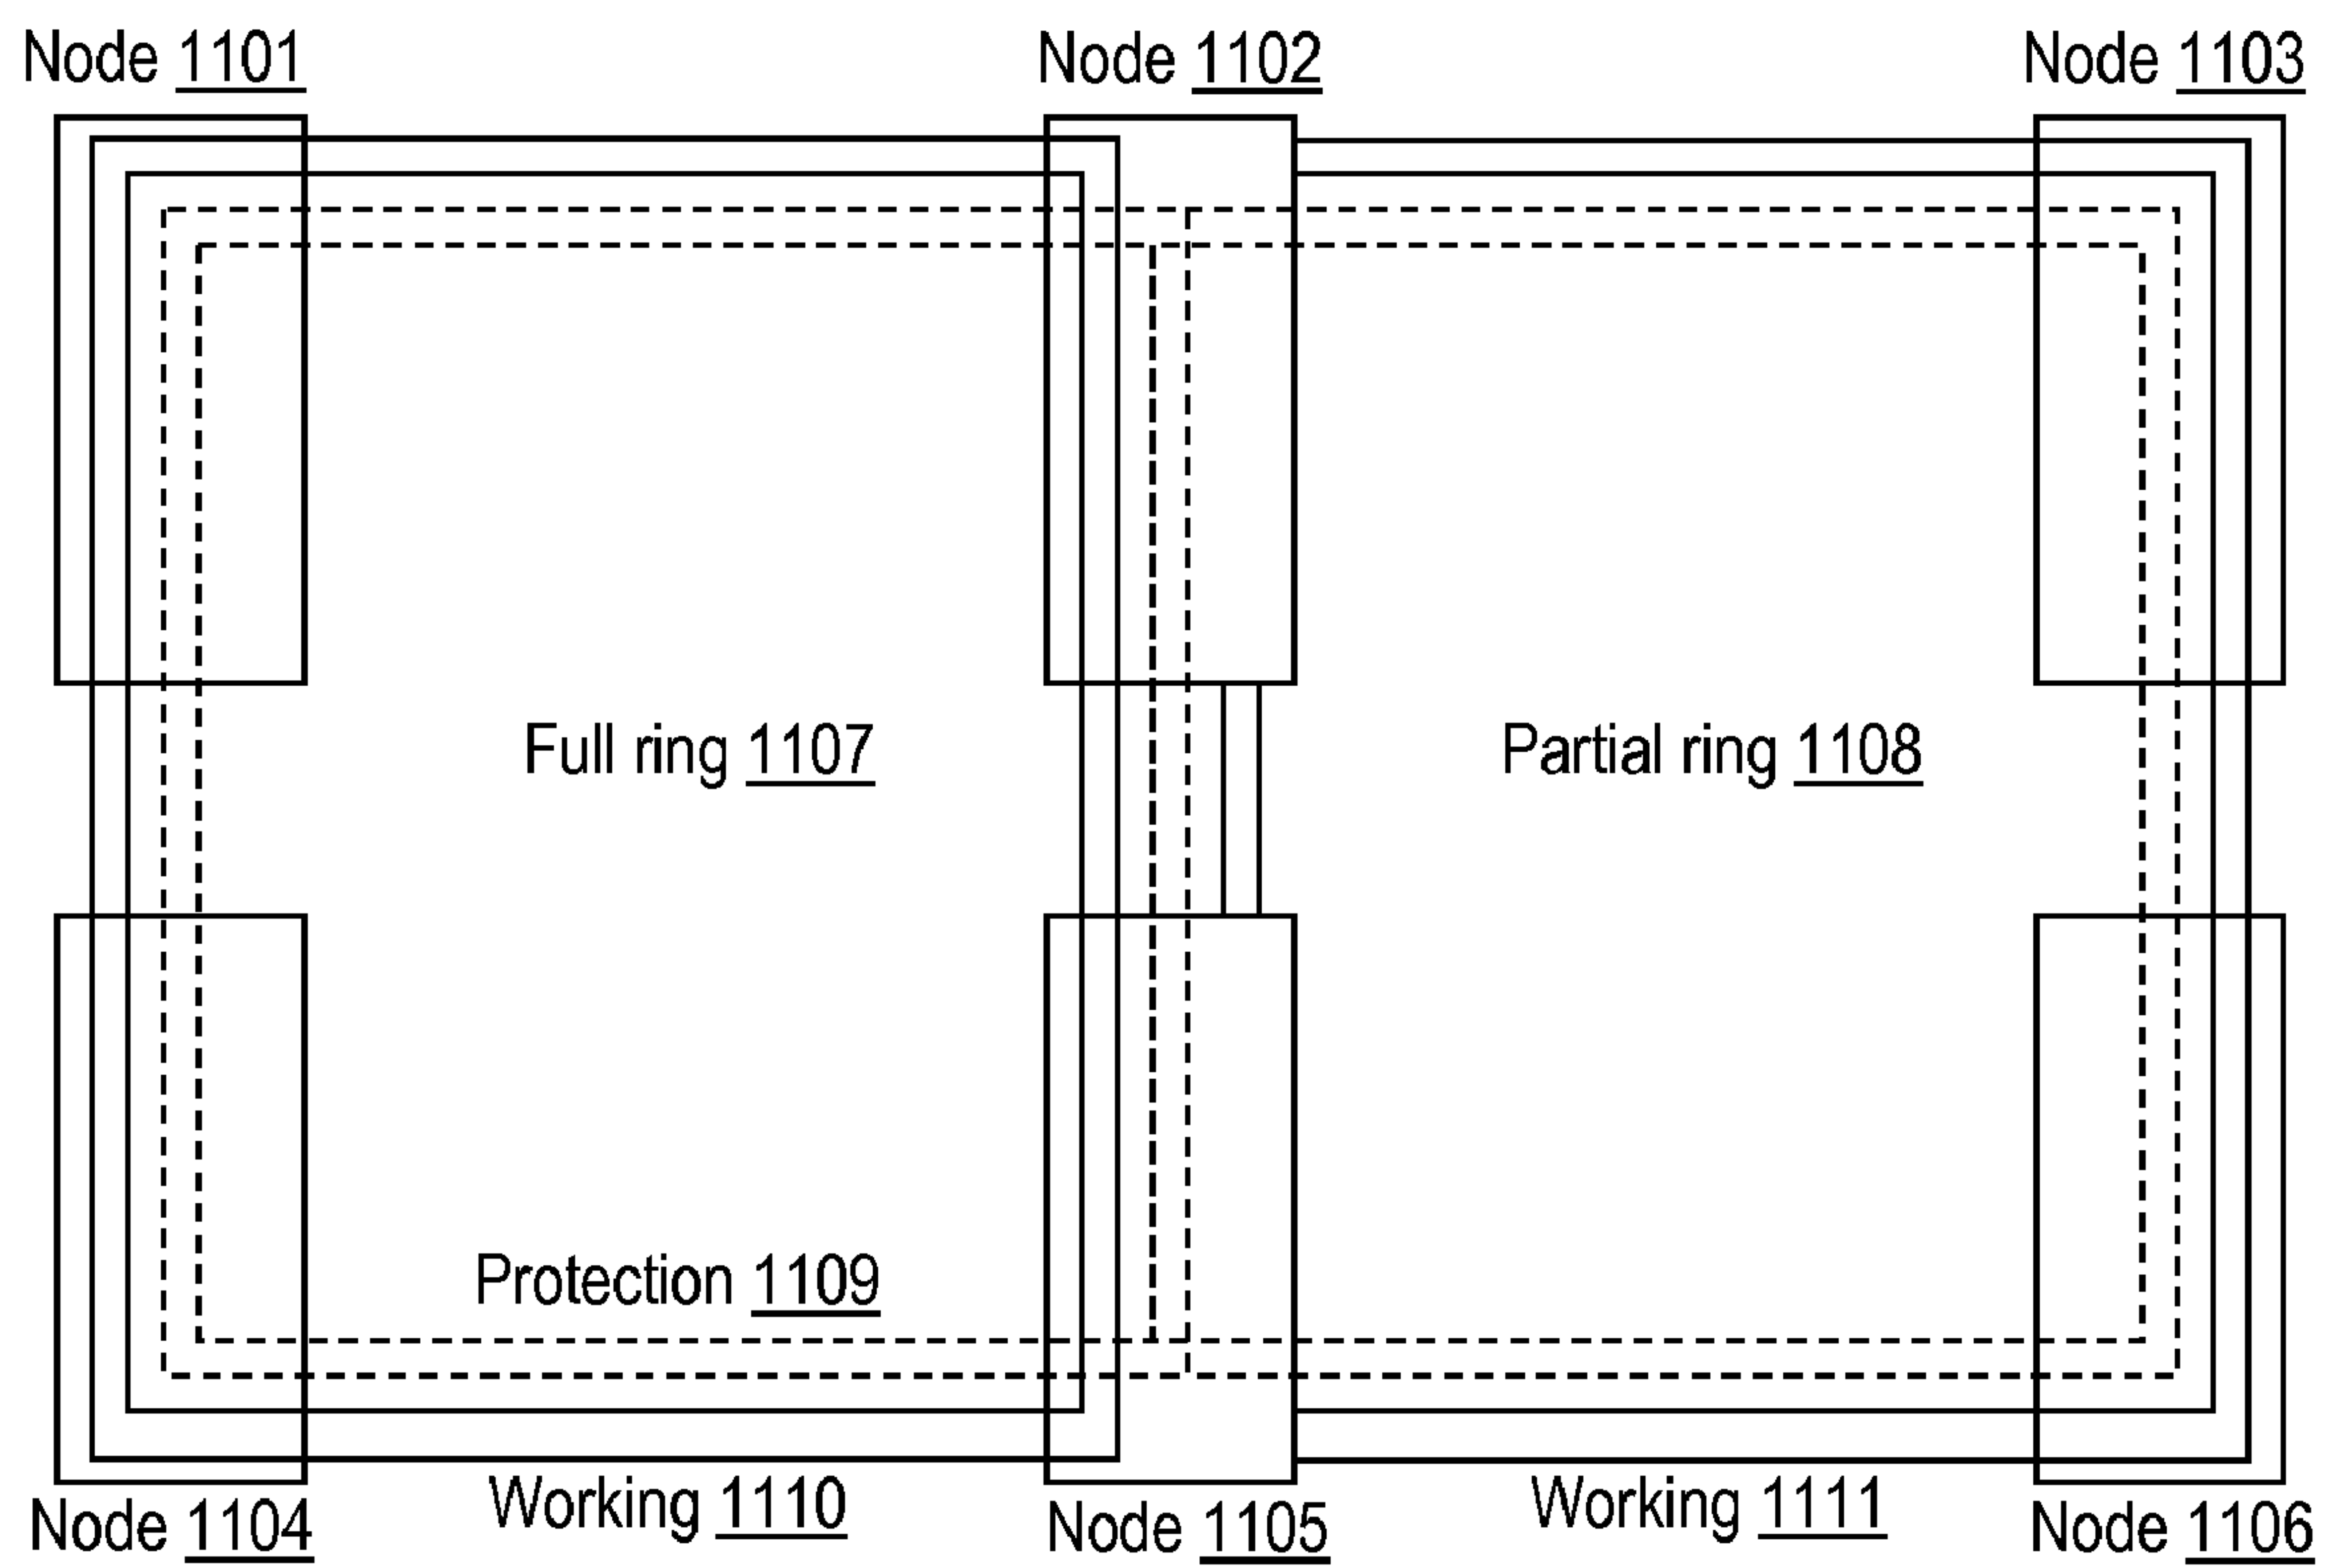 Node 1101
Node 1102
Node 1103
Full ring 1107
Partial ring 1108
Protection 1109
Working 1110
Working 1111
Node 1104
Node 1105
Node 1106